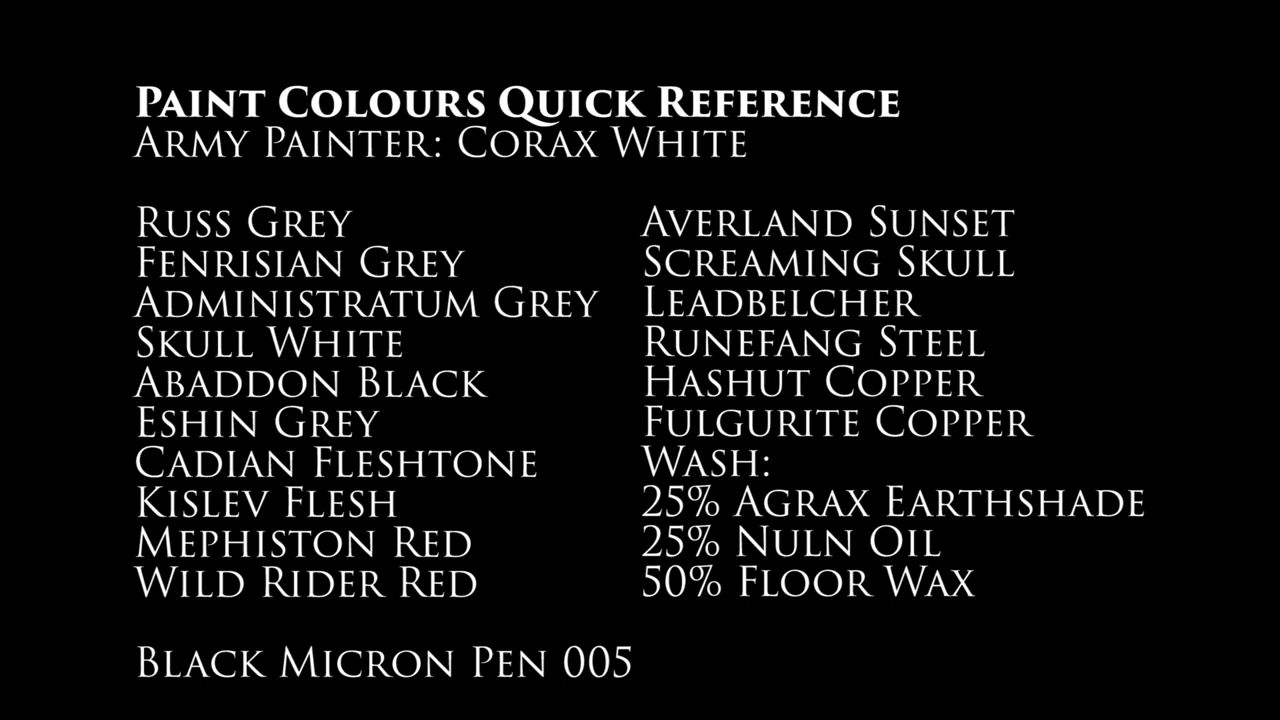 Paint Colours Quick Reference
Army Painter: Corax White
Russ Grey
Fenrisian Grey
Administratum Grey
Skull White
Abaddon Black
Eshin Grey
Cadian Fleshtone
Kislev Flesh
Mephiston Red
Wild Rider Red
Averland Sunset
Screaming Skull
Leadbelcher
Runefang Steel
Hashut Copper
Fulgurite Copper
Wash:
25% Agrax Earthshade
25% Nuln Oil
50% Floor Wax
Black Micron Pen 005